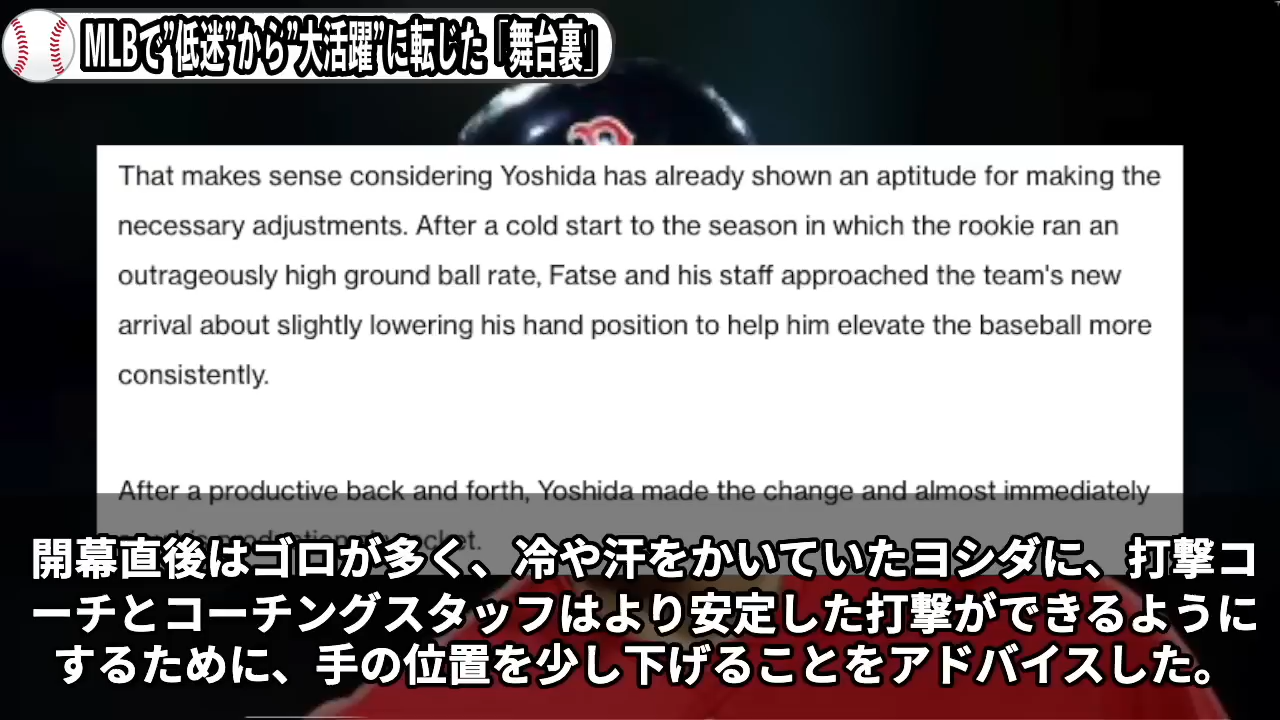 MLBで”低迷”から”大活躍”に転じた「舞台裏」
That makes sense considering Yoshida has already shown an aptitude for making the
necessary adjustments. After a cold start to the season in which the rookie ran an
outrageously high ground ball rate, Fatse and his staff approached the team's new
arrival about slightly lowering his hand position to help him elevate the baseball more
consistently.
After a productive back and forth, Yoshida made the change and almost immediately
開幕直後はゴロが多く、冷や汗をかいていたヨシダに、打撃コ
ーチとコーチングスタッフはより安定した打撃ができるように
するために、手の位置を少し下げることをアドバイスした。